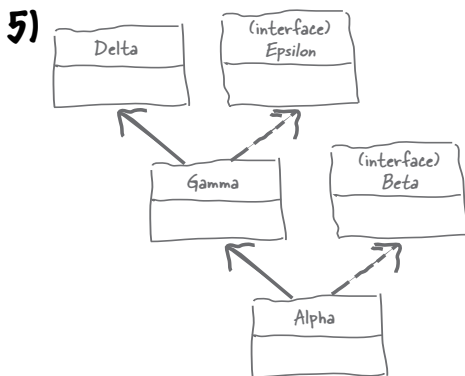 5)
Delta
(interface)
Epsilon
Gamma
(interface)
Beta
Alpha